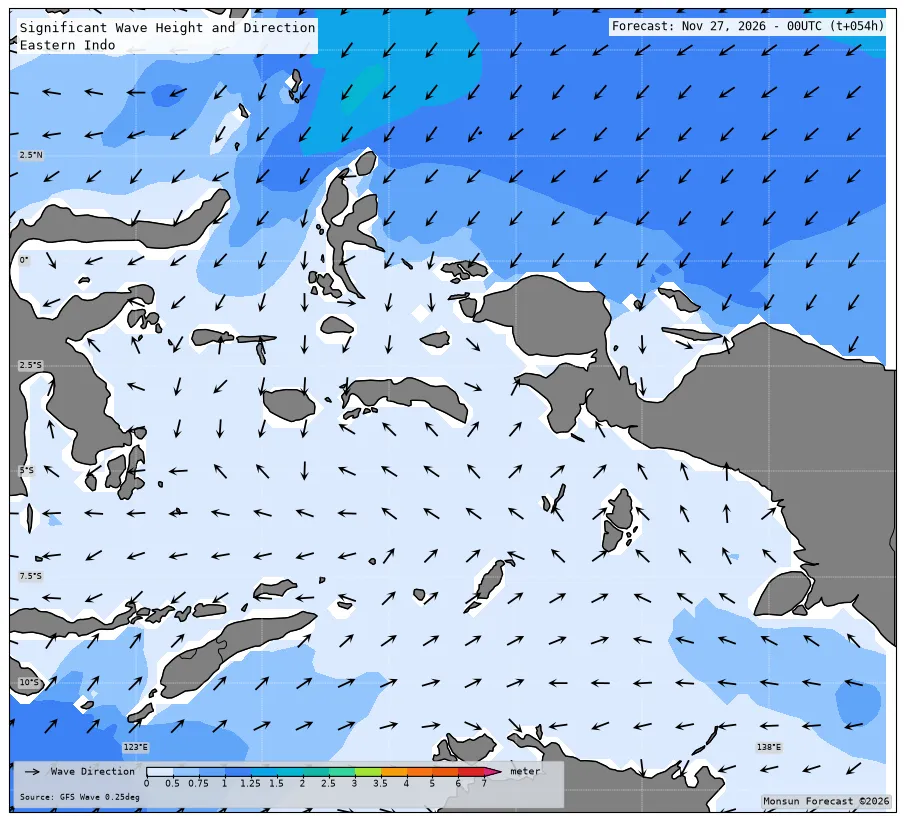 Significant Wave Height and Direction
Eastern Indo
Forecast: Nov 27, 2026 - 00UTC (t+054h)
2.5°N
0°
2.5°S
5°S
7.5°S
10°S
123°E
138°E
Wave Direction
meter
0 0.5 0.75 1 1.25 1.5 2 2.5 3 3.5 4 5 6 7
Source: GFS Wave 0.25deg
Monsun Forecast ©2026